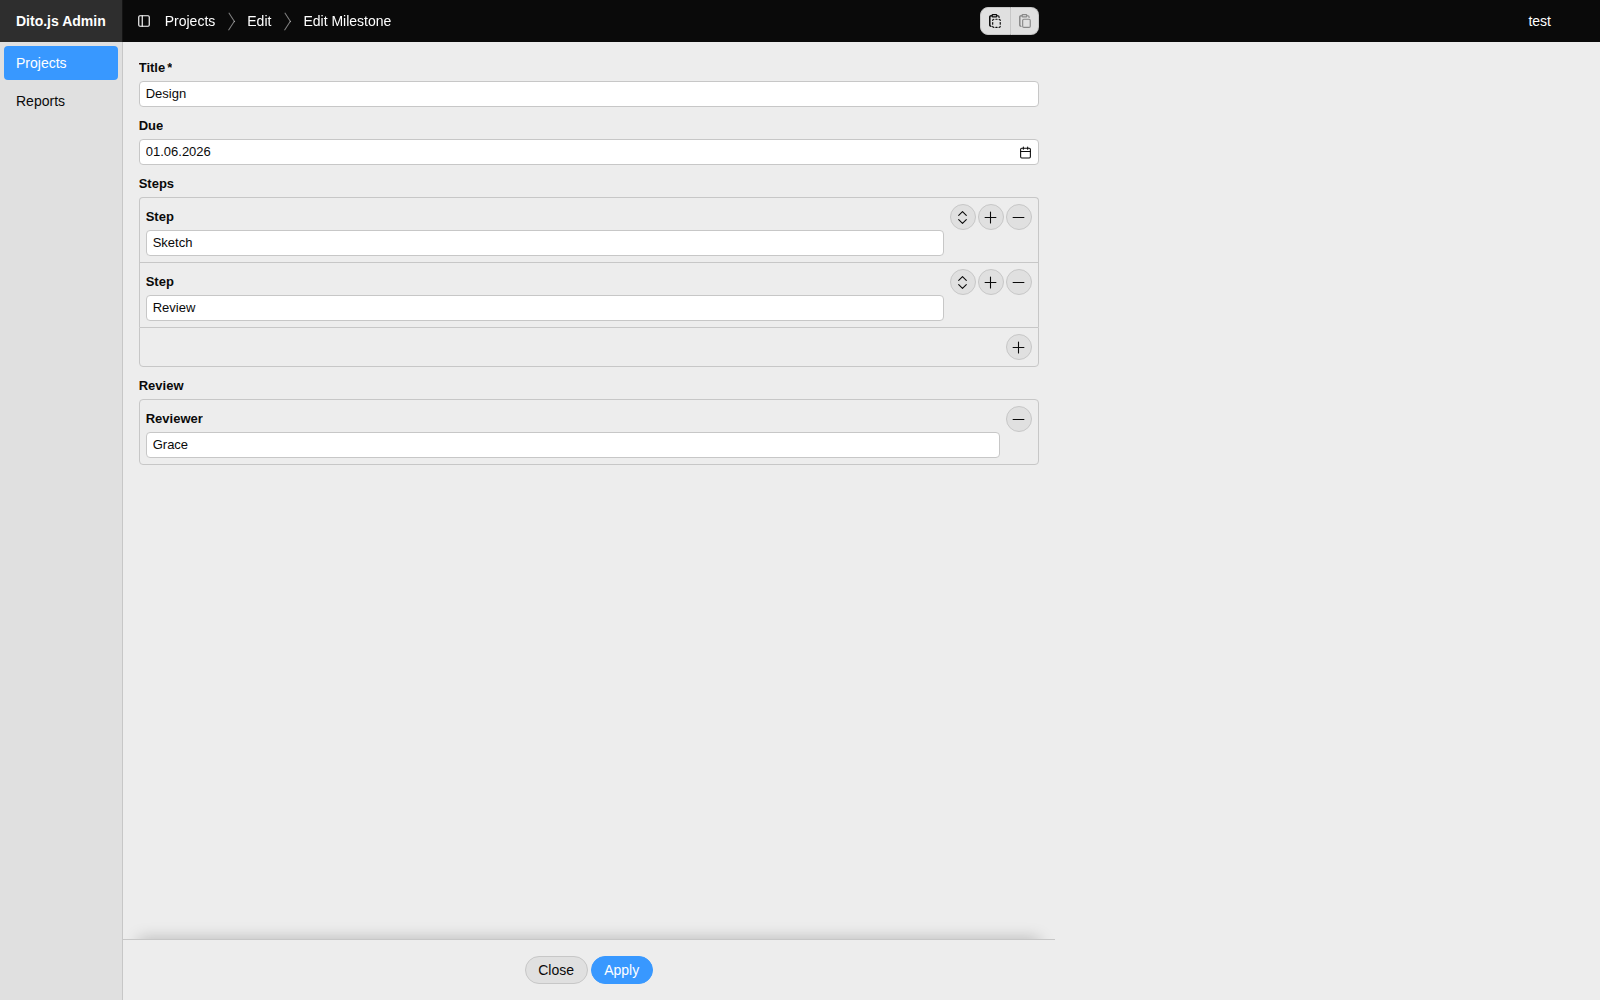 Dito.js Admin
Projects Edit Edit Milestone
test
Projects
Reports
Title *
Design
Due
01.06.2026
Steps
Step
Sketch
Step
Review
Review
Reviewer
Grace
Close Apply